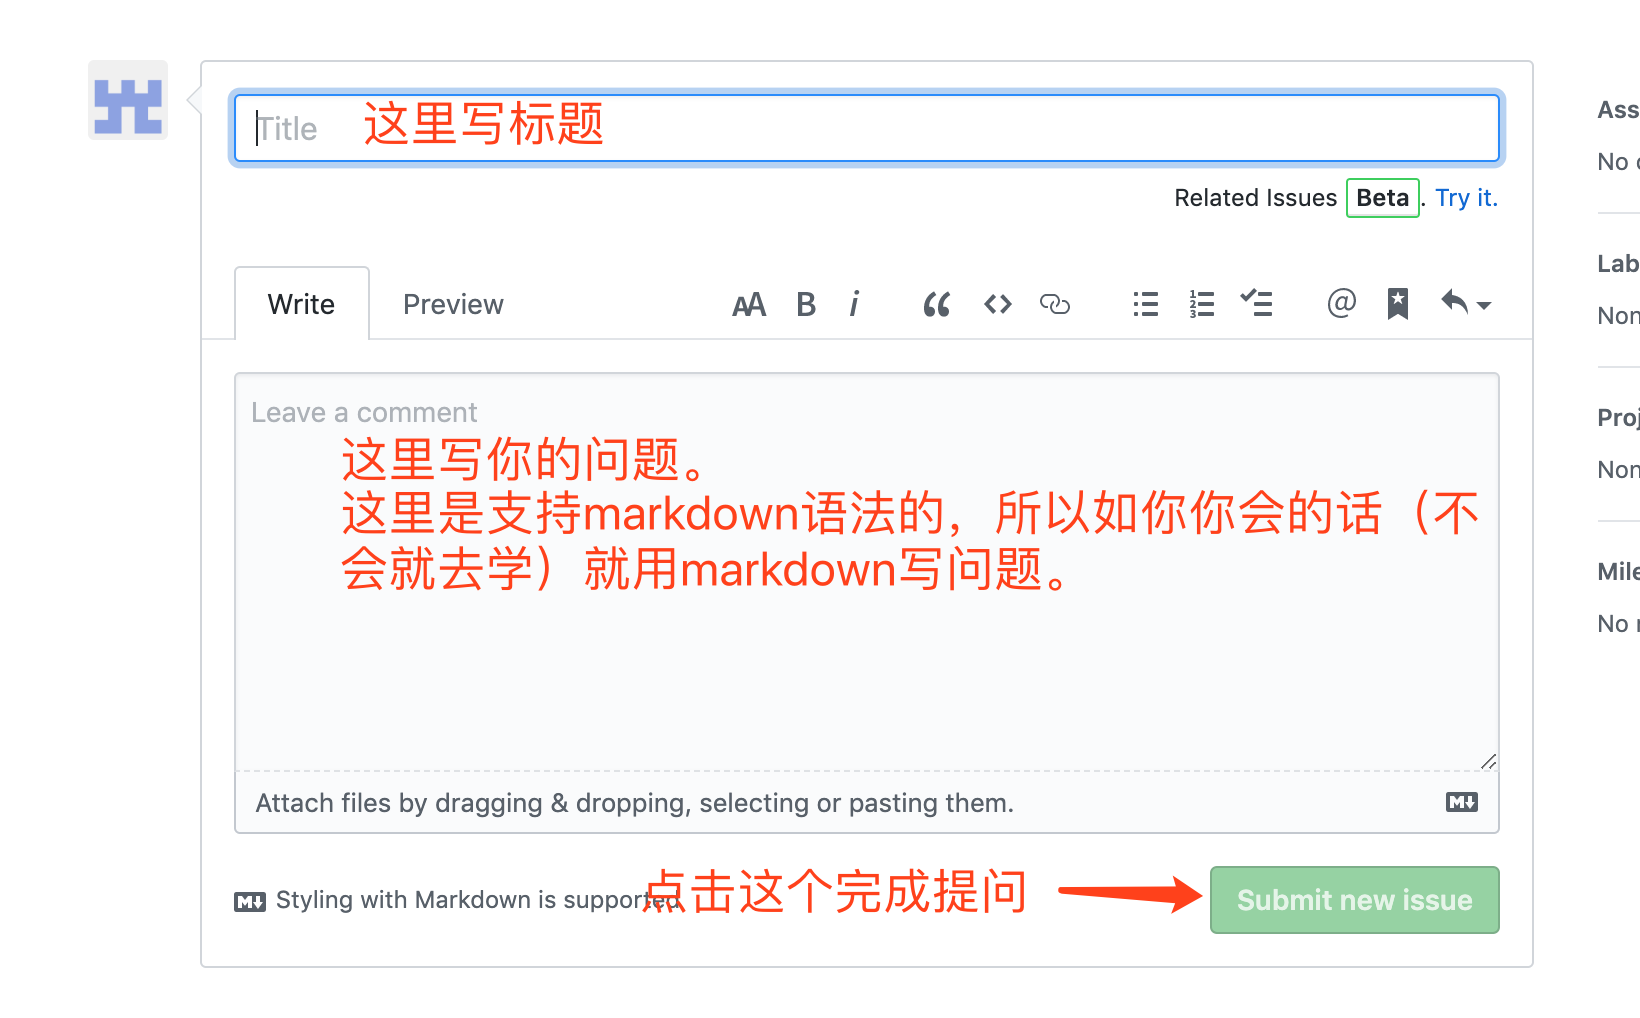 Title 这里写标题
Related Issues Beta. Try it.
Write Preview AA B i
Leave a comment
这里写你的问题。
这里是支持markdown语法的，所以如你你会的话（不
会就去学）就用markdown写问题。
Attach files by dragging & dropping, selecting or pasting them. M
M Styling with Markdown is supported
点击这个完成提问
Submit new issue
Ass
No
Lab
Non
Proj
Non
Mile
No